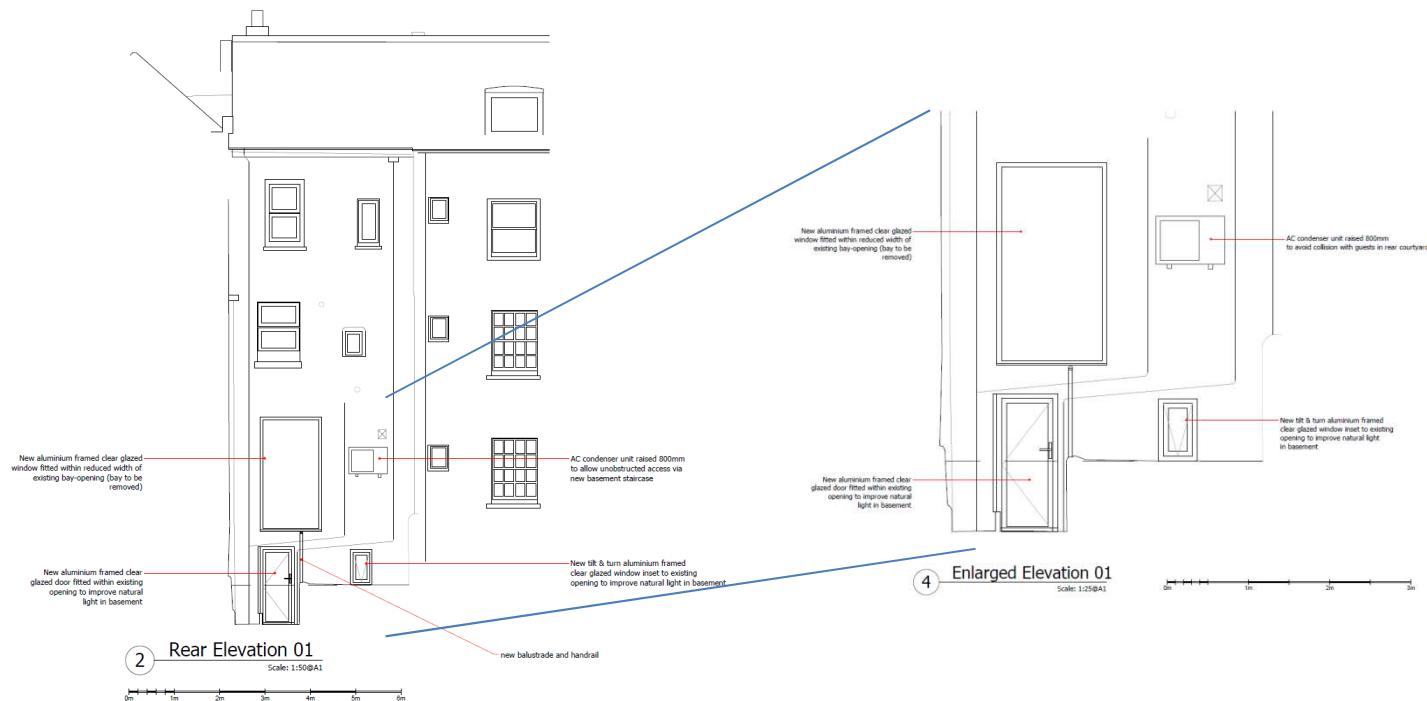 New aluminium framed clear glazed
window fitted within reduced width of
existing bay-opening (bay to be
removed)
AC condenser unit raised 800mm
to allow unobstructed access via
new basement staircase
New aluminium framed clear
glazed door fitted within existing
opening to improve natural
light in basement
New tilt & turn aluminium framed
clear glazed window inset to existing
opening to improve natural light in basement
new balustrade and handrail
2
Rear Elevation 01
Scale: 1:50@A1
0m 1m 2m 3m 4m 5m 6m
New aluminium framed clear glazed
window fitted within reduced width of
existing bay-opening (bay to be
removed)
AC condenser unit raised 800mm
to avoid collision with guests in rear courtyard
New tilt & turn aluminium framed
clear glazed window inset to existing
opening to improve natural light
in basement
New aluminium framed clear
glazed door fitted within existing
opening to improve natural
light in basement
4
Enlarged Elevation 01
Scale: 1:25@A1
0m 1m 2m 3m